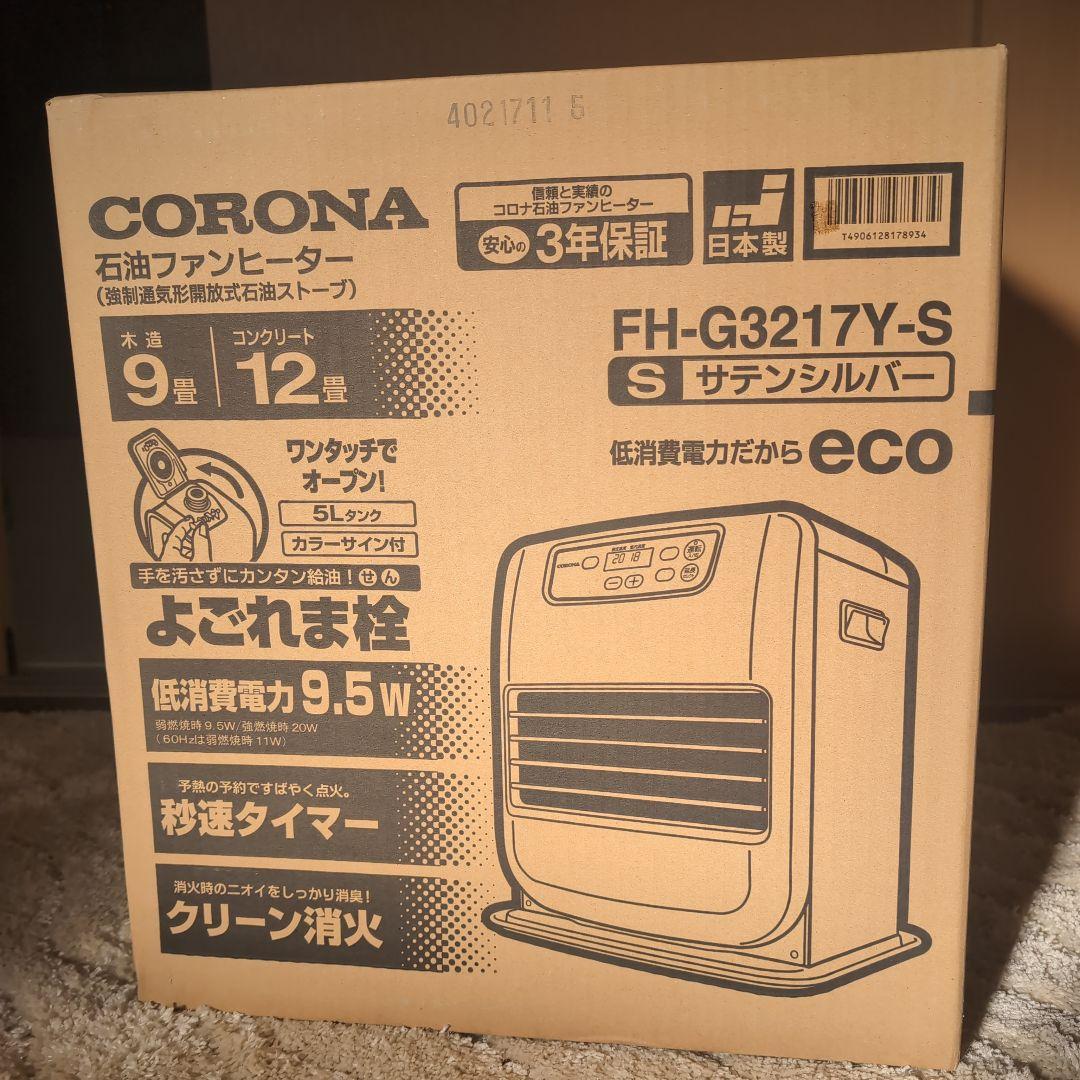 4021711 5
CORONA
石油ファンヒーター
(強制通気形開放式石油ストーブ)
信頼と実績の
コロナ石油ファンヒーター
安心の 3年保証
日本製
T4906128178934
木造 9畳
コンクリート 12畳
FH-G3217Y-S
S サテンシルバー
低消費電力だから eco
ワンタッチで
オープン!
5Lタンク
カラーサイン付
手を汚さずにカンタン給油! せん
よごれま栓
低消費電力 9.5W
弱燃焼時9.5W/強燃焼時20W
(60Hzは弱燃焼時11W)
予熱の予約ですばやく点火。
秒速タイマー
消火時のニオイをしっかり消臭!
クリーン消火
CORONA
20 18
運転
延長